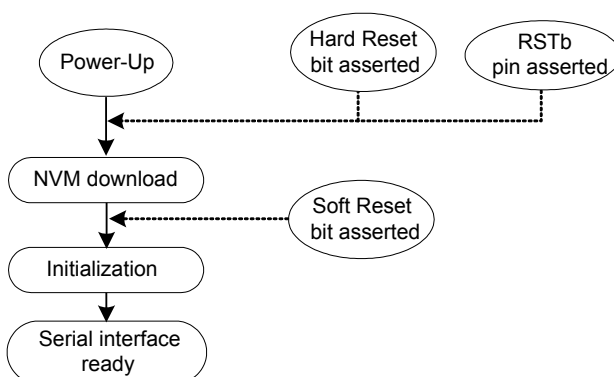 Power-Up
Hard Reset
bit asserted
RSTb
pin asserted
NVM download
Soft Reset
bit asserted
Initialization
Serial interface
ready